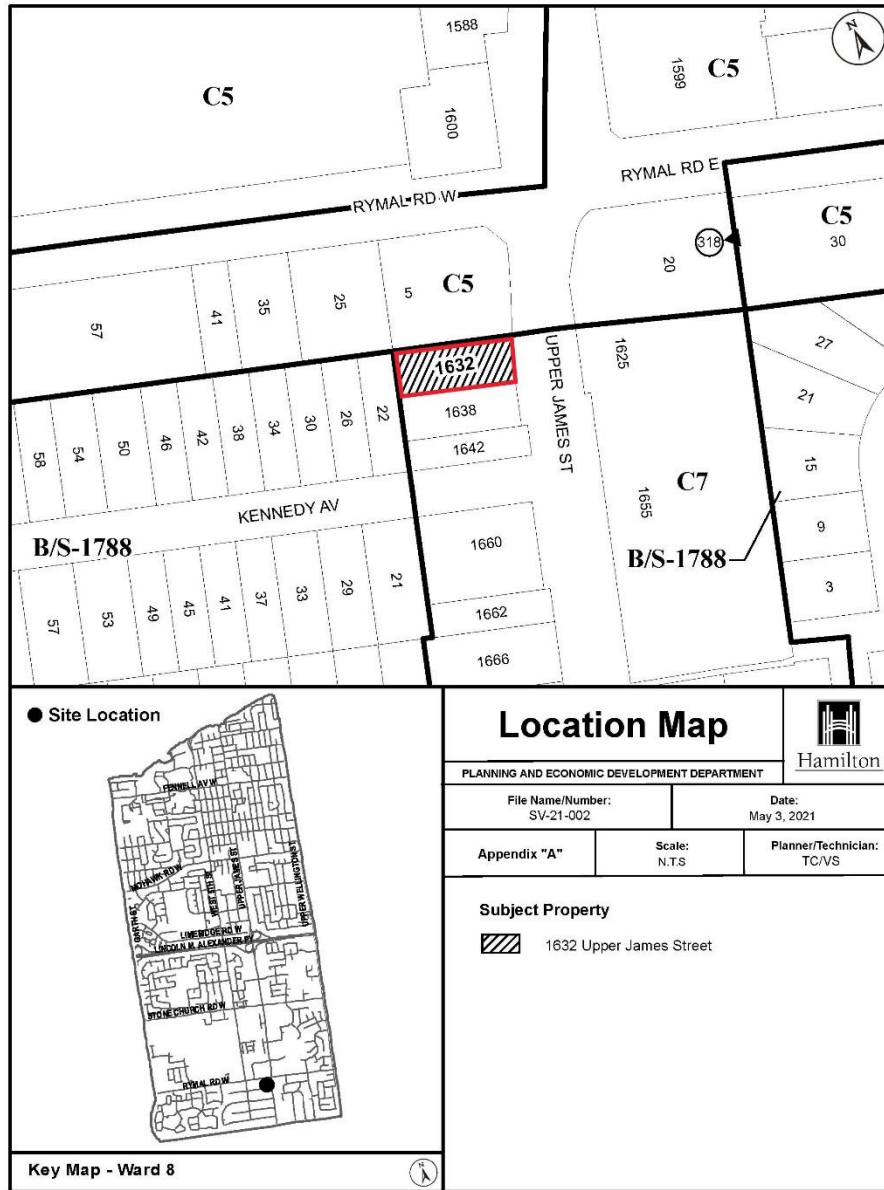 1588
1600
1599
C5
C5
N
RYMAL RD W
RYMAL RD E
C5
30
318
20
5
C5
25
35
41
57
1632
1638
1642
UPPER JAMES ST
1625
1655
C7
27
21
15
9
3
58
54
50
46
42
38
34
30
26
22
KENNEDY AV
B/S-1788
B/S-1788
57
53
49
45
41
37
33
29
21
1660
1662
1666
Site Location
FENNELL AV W
MOHAWK RD W
WEST 5TH ST
UPPER JAMES ST
UPPER WELLINGTON ST
GARTH ST
LIMERIDGE RD W
LINCOLN M. ALEXANDER PY
STONE CHURCH RD W
RYMAL RD W
Key Map - Ward 8
N
Location Map
Hamilton
PLANNING AND ECONOMIC DEVELOPMENT DEPARTMENT
File Name/Number:
SV-21-002
Date:
May 3, 2021
Appendix "A"
Scale:
N.T.S
Planner/Technician:
TC/VS
Subject Property
1632 Upper James Street